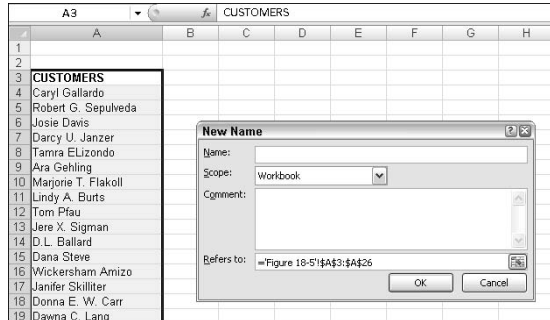 A3 fx CUSTOMERS
A B C D E F G H
1
2
3 CUSTOMERS
4 Caryl Gallardo
5 Robert G. Sepulveda
6 Josie Davis
7 Darcy U. Janzer
8 Tamra ELizondo
9 Ara Gehling
10 Marjorie T. Flakoll
11 Lindy A. Burts
12 Tom Pfau
13 Jere X. Sigman
14 D.L. Ballard
15 Dana Steve
16 Wickersham Amizo
17 Janifer Skilliter
18 Donna E. W. Carr
19 Dawna C. Lang
New Name
Name:
Scope: Workbook
Comment:
Refers to: ='Figure 18-5'!$A$3:$A$26
OK Cancel